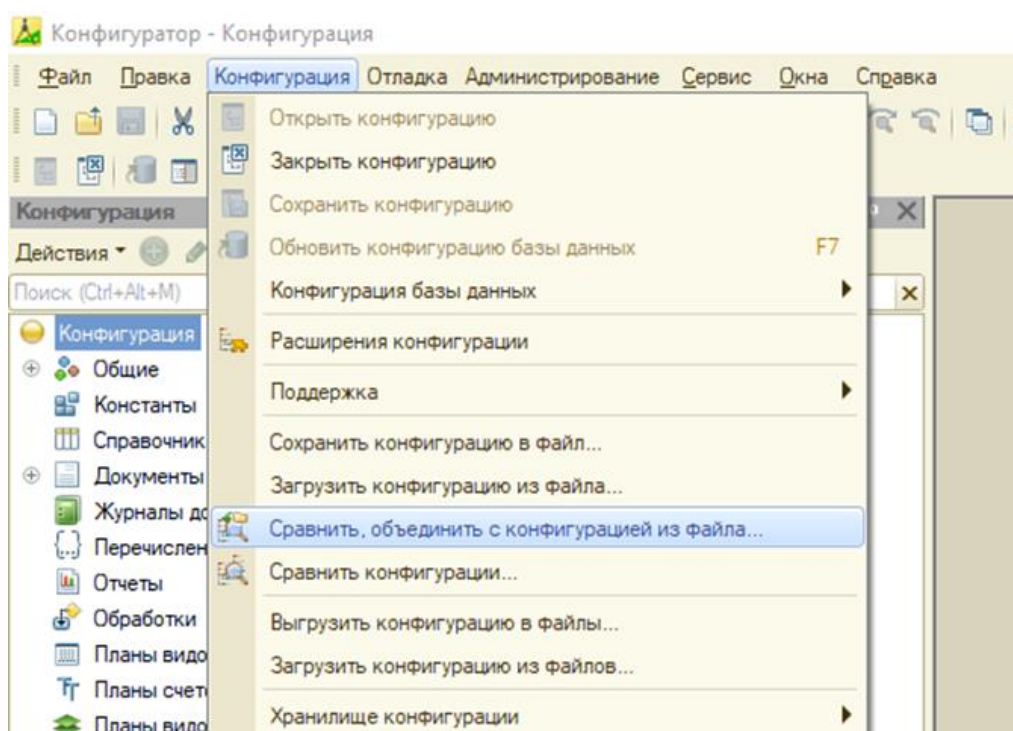 Конфигуратор - Конфигурация
Файл Правка Конфигурация Отладка Администрирование Сервис Окна Справка
Открыть конфигурацию
Закрыть конфигурацию
Конфигурация
Сохранить конфигурацию
Действия
Обновить конфигурацию базы данных F7
Поиск (Ctrl+Alt+M)
Конфигурация базы данных
Конфигурация
Расширения конфигурации
Общие
Поддержка
Константы
Справочник
Сохранить конфигурацию в файл...
Документы
Загрузить конфигурацию из файла...
Журналы до
Сравнить, объединить с конфигурацией из файла...
Перечислен
Сравнить конфигурации...
Отчеты
Обработки
Выгрузить конфигурацию в файлы...
Планы видо
Загрузить конфигурацию из файлов...
Планы счет
Хранилище конфигурации
Планы видо